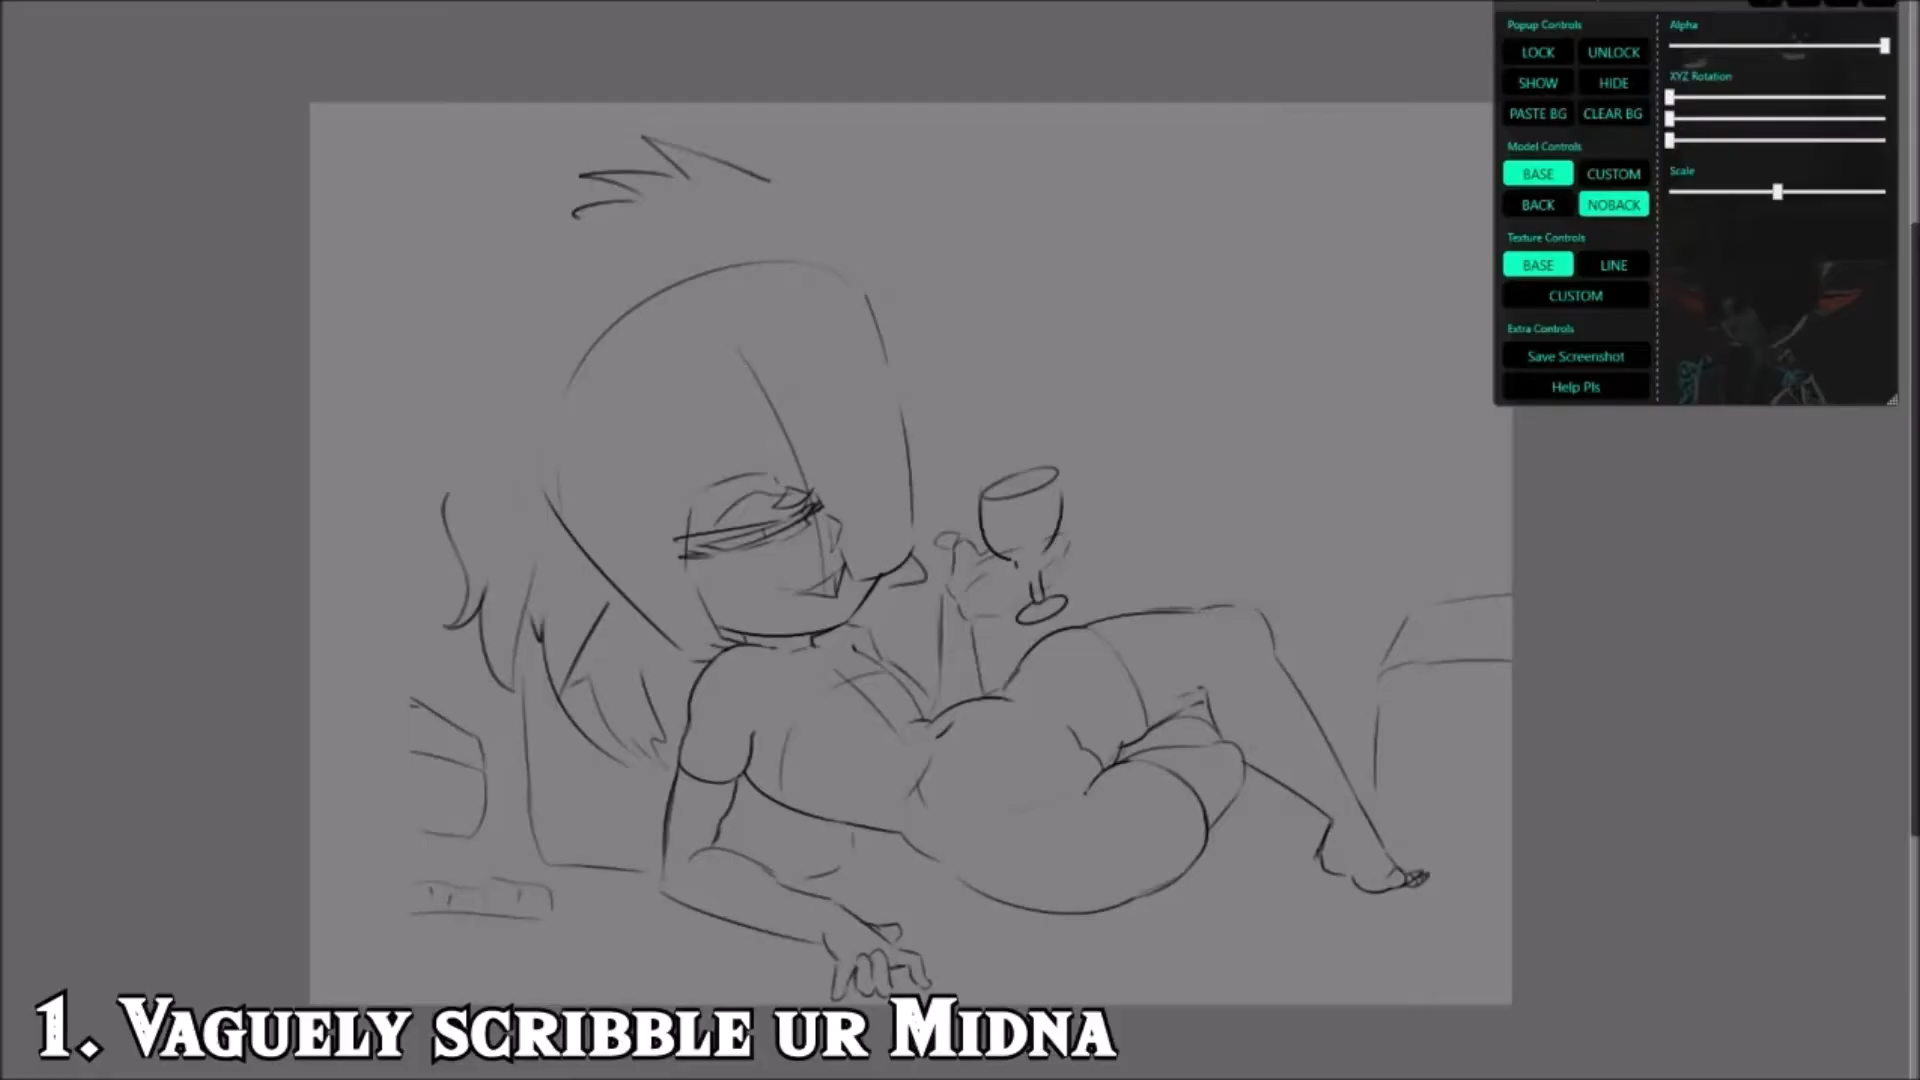 Popup Controls
LOCK UNLOCK
SHOW HIDE
PASTE BG CLEAR BG
Model Controls
BASE CUSTOM
BACK NOBACK
Texture Controls
BASE LINE
CUSTOM
Extra Controls
Save Screenshot
Help Pls
Alpha
XYZ Rotation
Scale
1. VAGUELY SCRIBBLE UR MIDNA